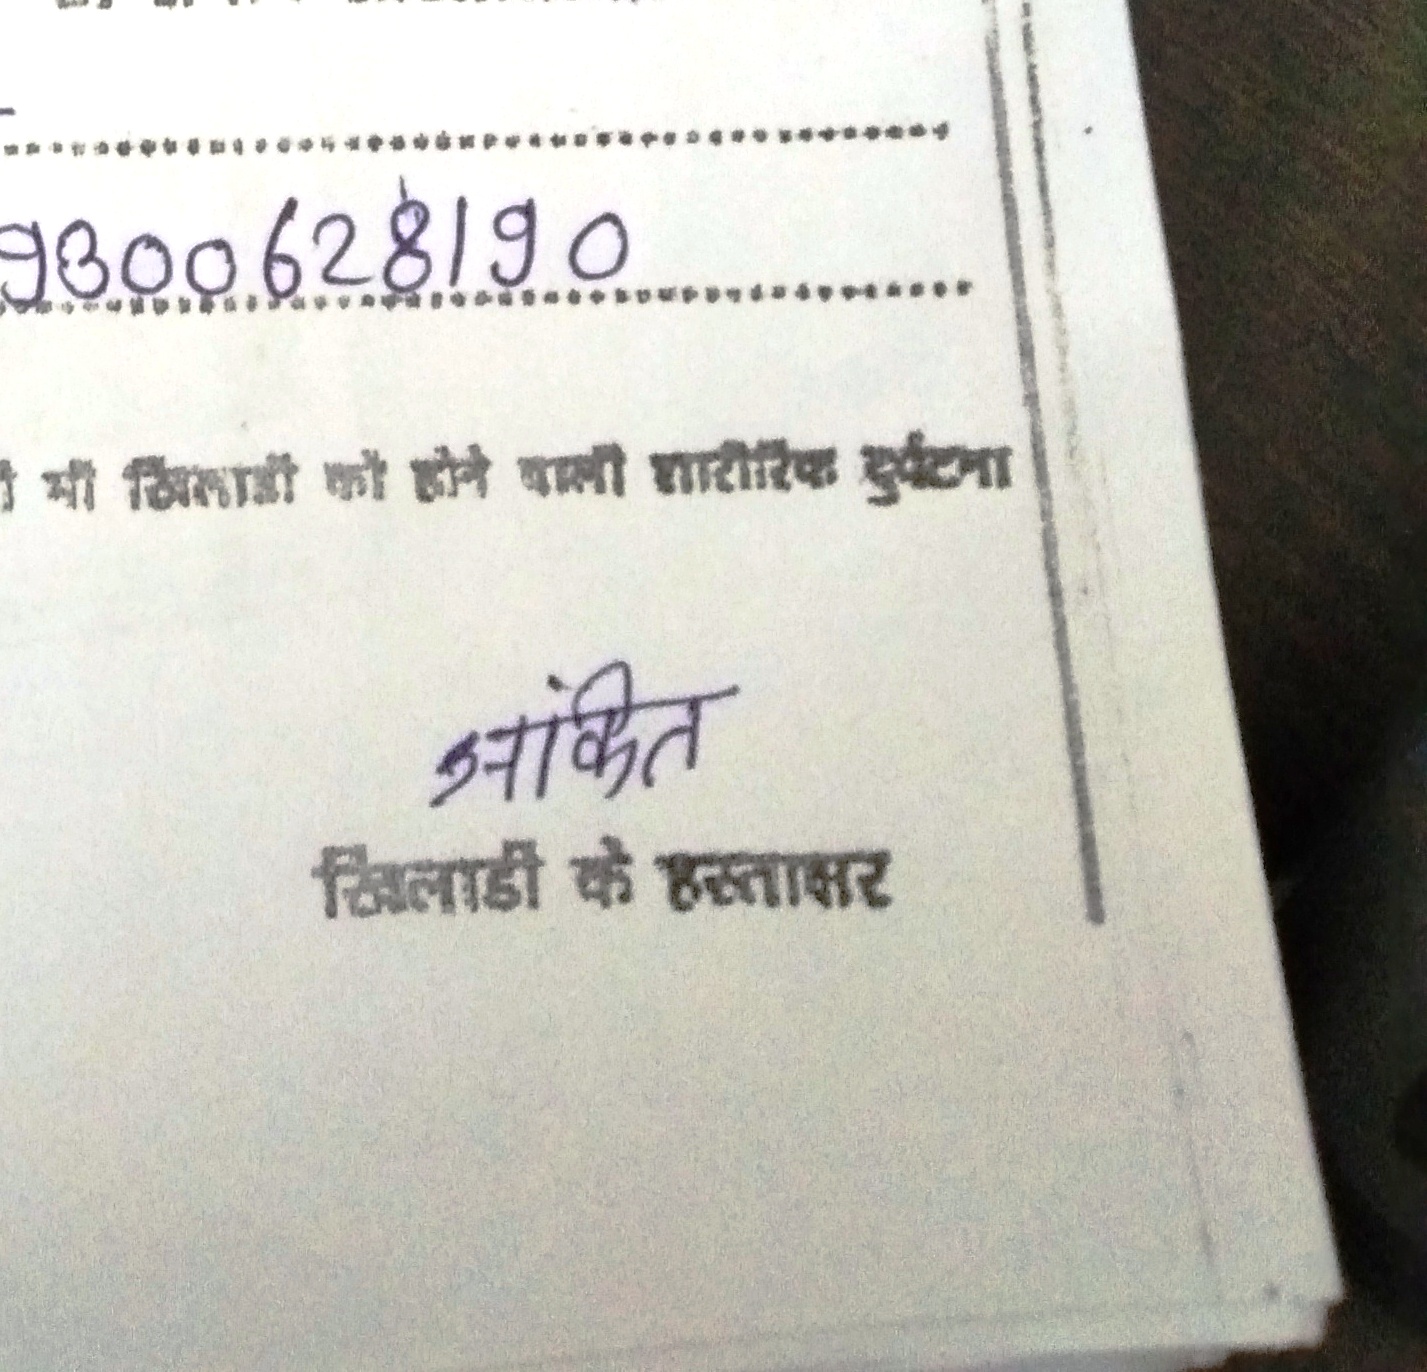 9300628190
भी खिलाडी को होने वाली शारीरिक दुर्घटना
आंकित
खिलाडी के हस्ताक्षर